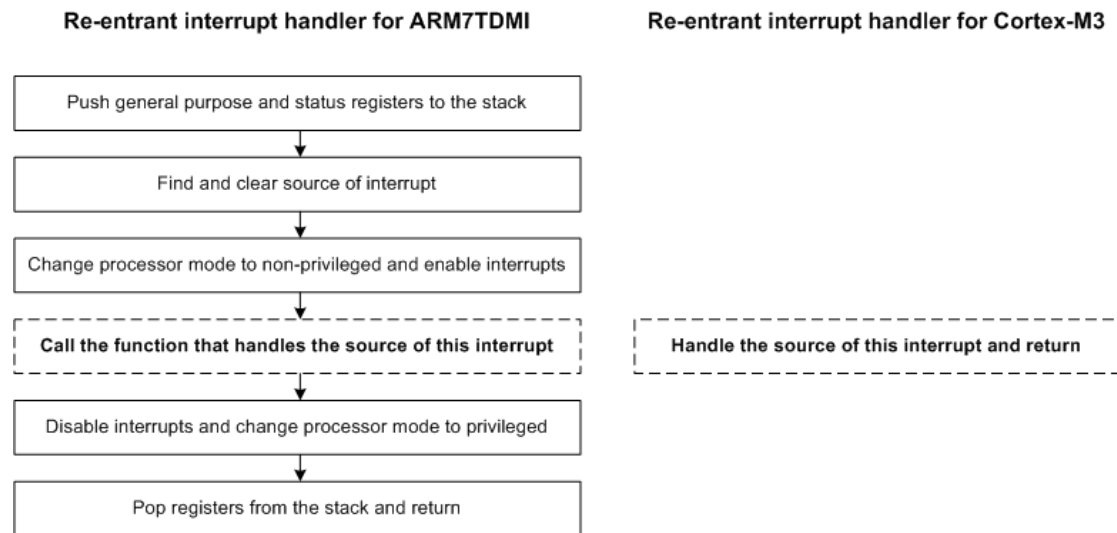 Re-entrant interrupt handler for ARM7TDMI
Re-entrant interrupt handler for Cortex-M3
Push general purpose and status registers to the stack
Find and clear source of interrupt
Change processor mode to non-privileged and enable interrupts
Call the function that handles the source of this interrupt
Handle the source of this interrupt and return
Disable interrupts and change processor mode to privileged
Pop registers from the stack and return